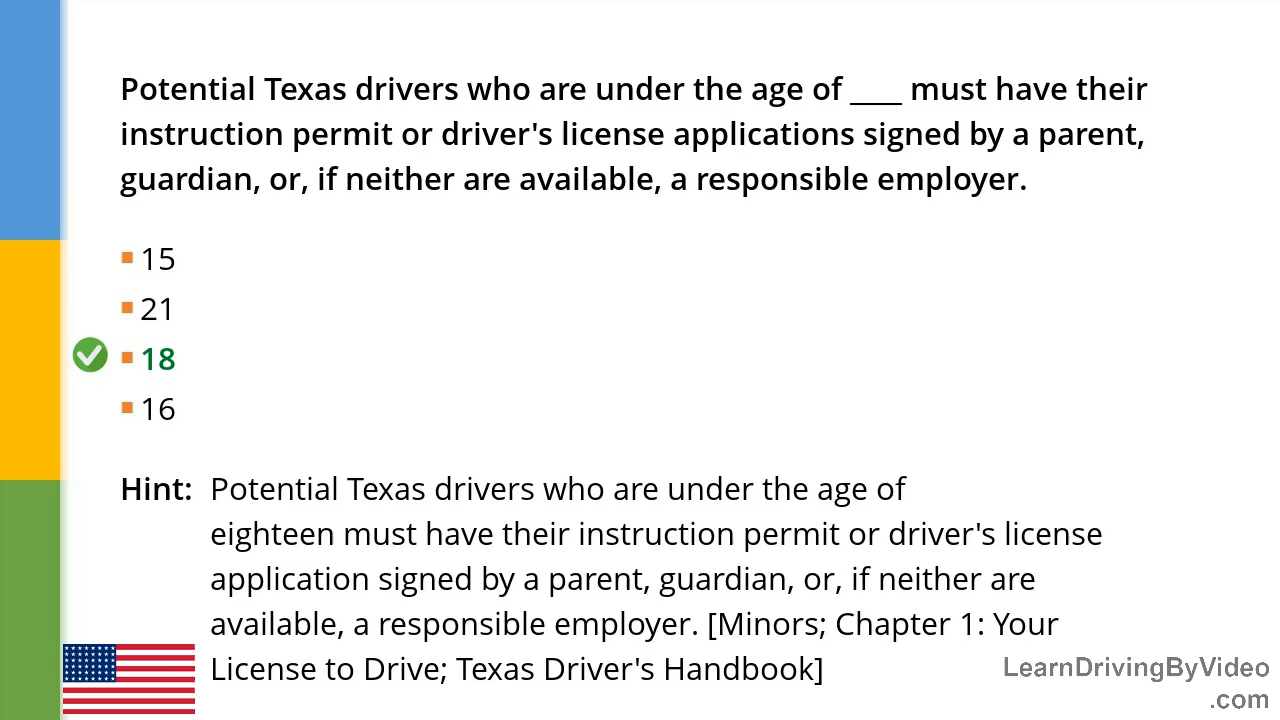 Potential Texas drivers who are under the age of ____ must have their
instruction permit or driver's license applications signed by a parent,
guardian, or, if neither are available, a responsible employer.
15
21
18
16
Hint: Potential Texas drivers who are under the age of
eighteen must have their instruction permit or driver's license
application signed by a parent, guardian, or, if neither are
available, a responsible employer. [Minors; Chapter 1: Your
License to Drive; Texas Driver's Handbook]
LearnDrivingByVideo
.com